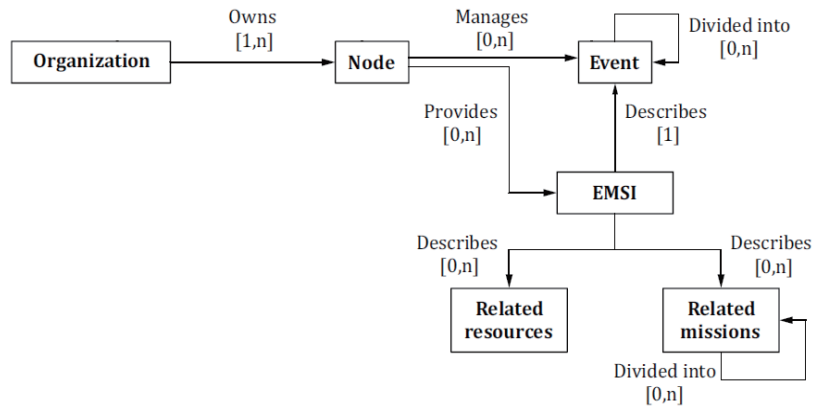 Owns
[1,n]
Manages
[0,n]
Divided into
[0,n]
Organization
Node
Event
Provides
[0,n]
Describes
[1]
EMSI
Describes
[0,n]
Describes
[0,n]
Related
resources
Related
missions
Divided into
[0,n]